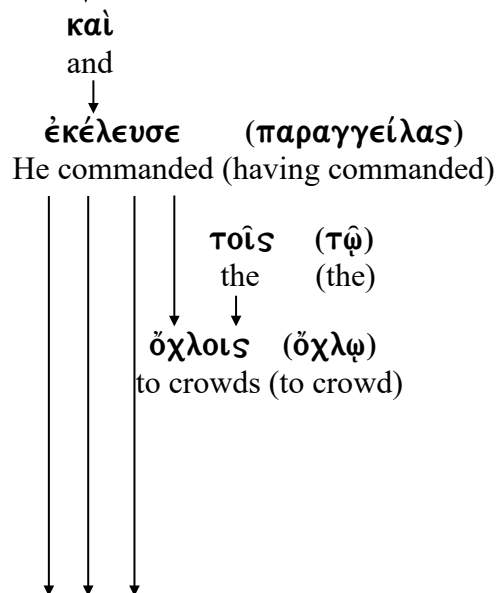 καὶ
and
ἐκέλευσε (παραγγείλας)
He commanded (having commanded)
τοῖς (τῷ)
the (the)
ὄχλοις (ὄχλῳ)
to crowds (to crowd)